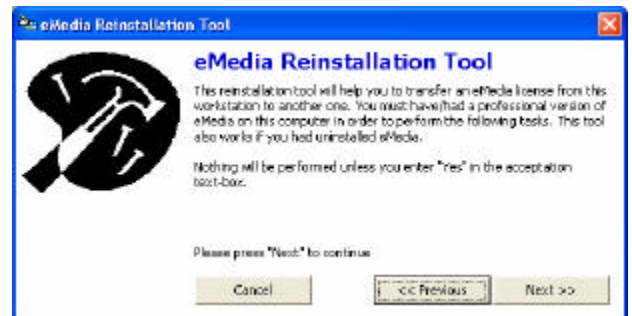 eMedia Reinstallation Tool
eMedia Reinstallation Tool
This reinstallation tool will help you to transfer an eMedia license from this
workstation to another one. You must have/had a professional version of
eMedia on this computer in order to perform the following tasks. This tool
also works if you had uninstalled eMedia.
Nothing will be performed unless you enter "Yes" in the acceptation
text-box.
Please press "Next" to continue
Cancel
<< Previous
Next >>